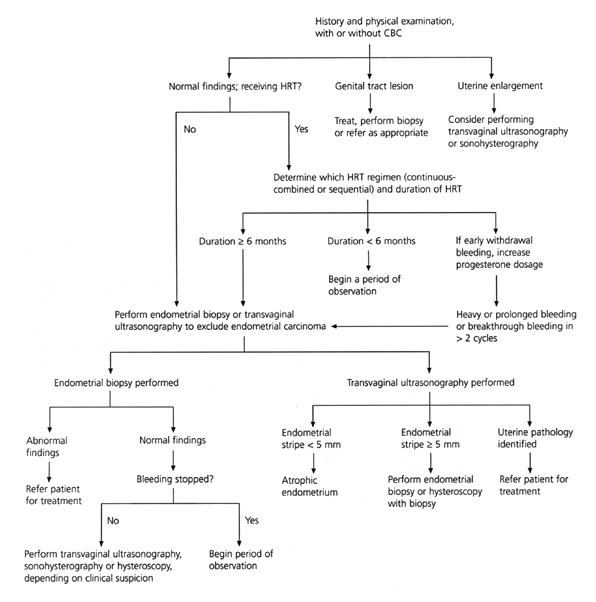 History and physical examination,
with or without CBC
Normal findings; receiving HRT?
Genital tract lesion
Uterine enlargement
No
Yes
Treat, perform biopsy
or refer as appropriate
Consider performing
transvaginal ultrasonography
or sonohysterography
Determine which HRT regimen (continuous-
combined or sequential) and duration of HRT
Duration ≥ 6 months
Duration < 6 months
If early withdrawal
bleeding, increase
progesterone dosage
Begin a period of
observation
Perform endometrial biopsy or transvaginal
ultrasonography to exclude endometrial carcinoma
Heavy or prolonged bleeding
or breakthrough bleeding in
> 2 cycles
Endometrial biopsy performed
Transvaginal ultrasonography performed
Abnormal
findings
Normal findings
Endometrial
stripe < 5 mm
Endometrial
stripe ≥ 5 mm
Uterine pathology
identified
Refer patient
for treatment
Bleeding stopped?
Atrophic
endometrium
Perform endometrial
biopsy or hysteroscopy
with biopsy
Refer patient for
treatment
No
Yes
Perform transvaginal ultrasonography,
sonohysterography or hysteroscopy,
depending on clinical suspicion
Begin period of
observation